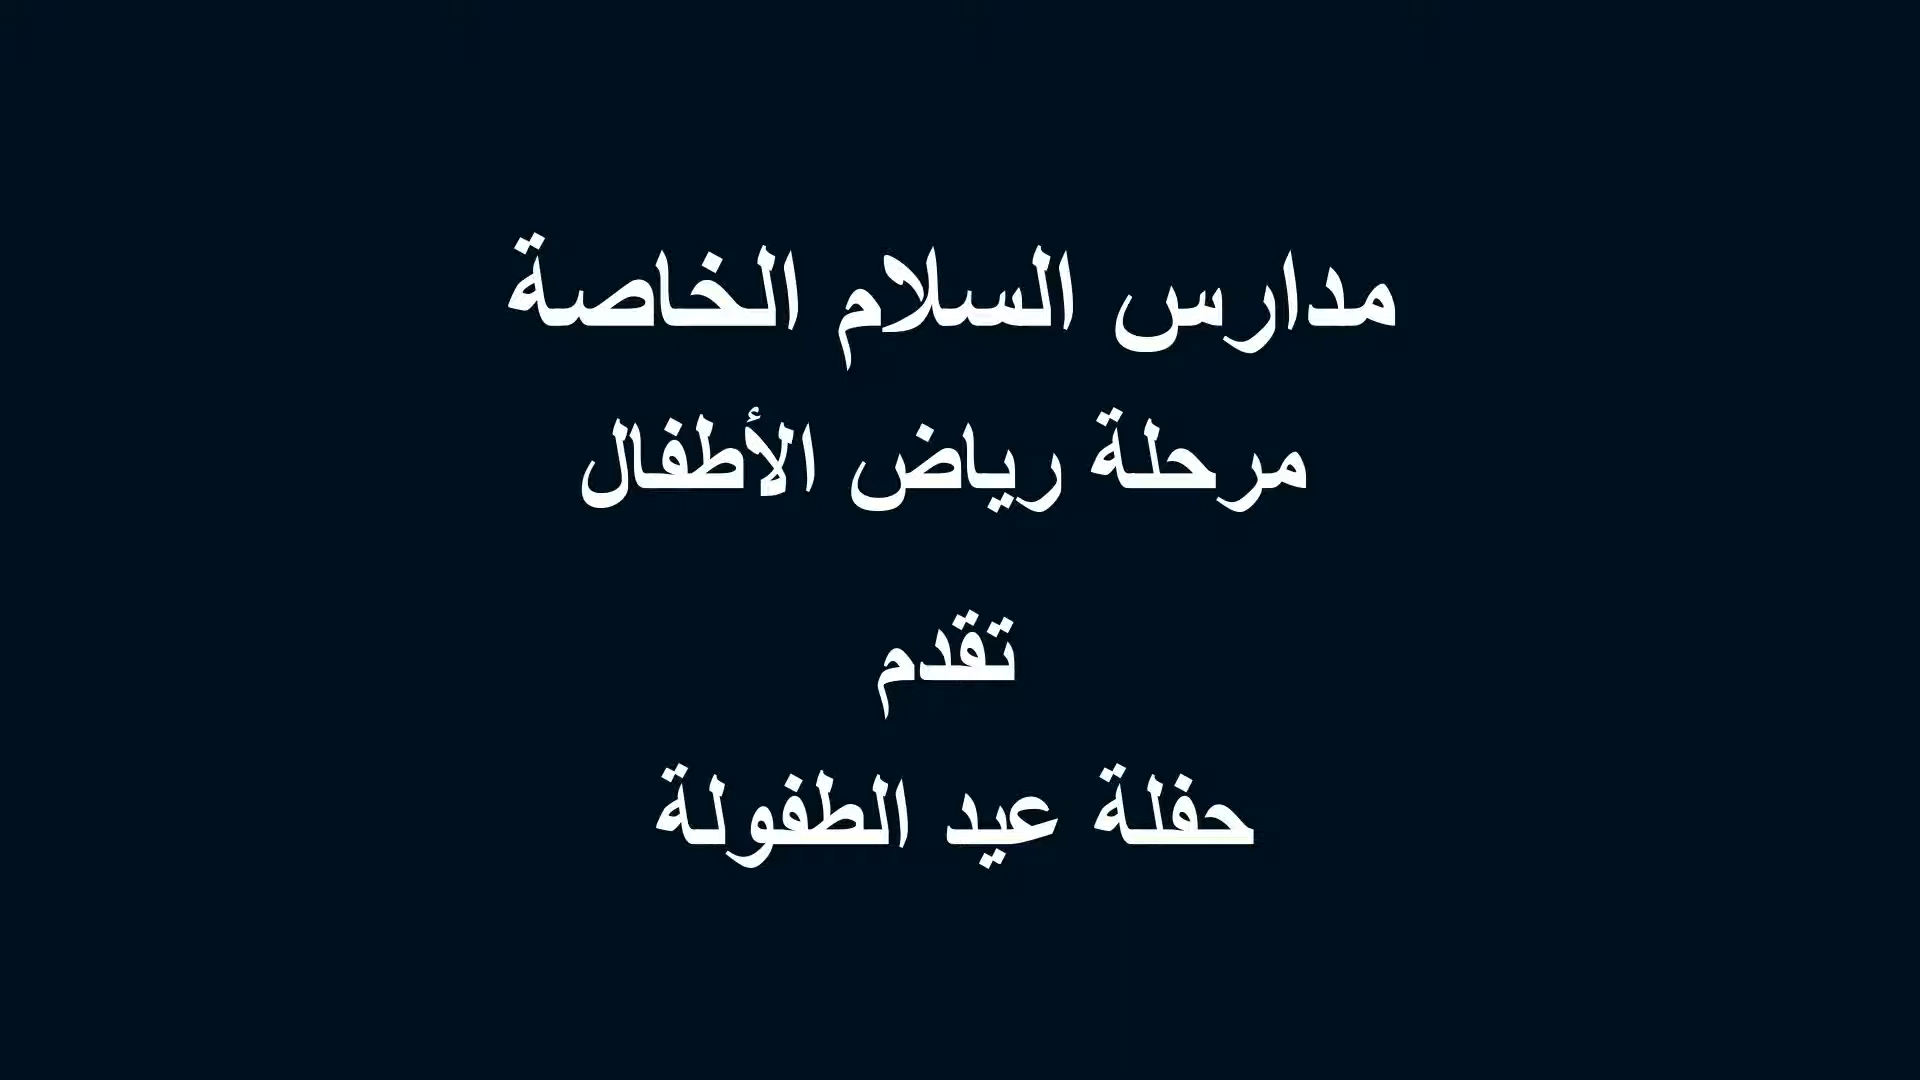 مدارس السلام الخاصة
مرحلة رياض الأطفال
تقدم
حفلة عيد الطفولة